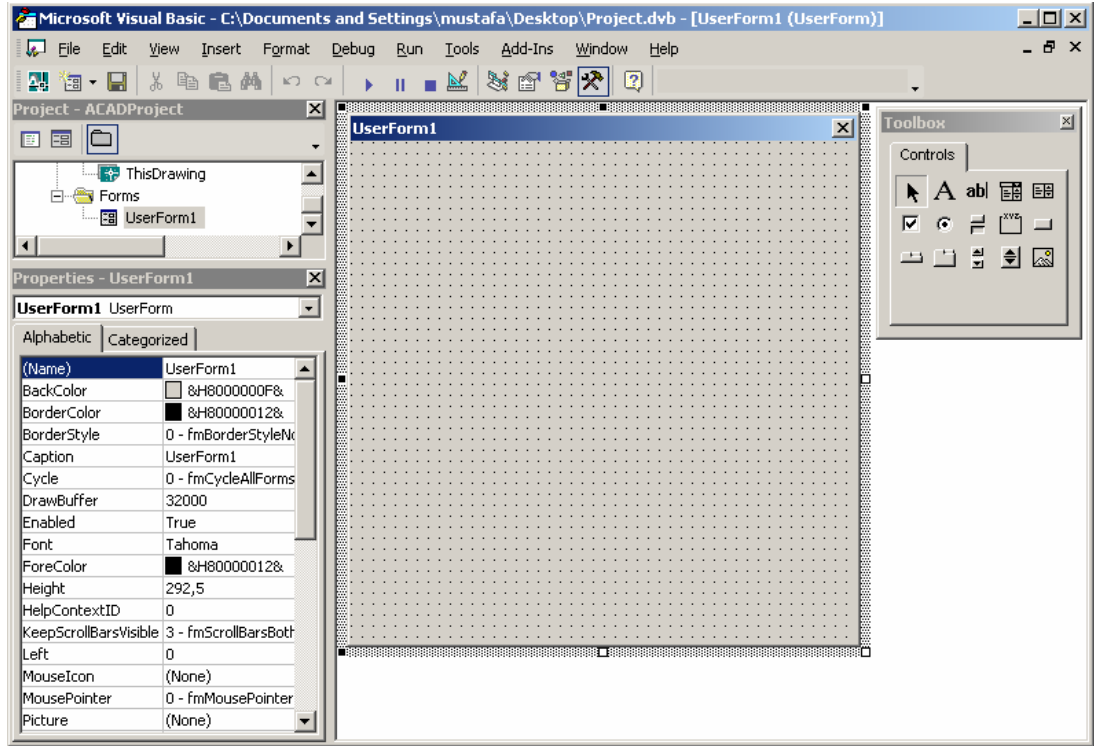 Microsoft Visual Basic - C:\Documents and Settings\mustafa\Desktop\Project.dvb - [UserForm1 (UserForm)]
File Edit View Insert Format Debug Run Tools Add-Ins Window Help
Project - ACADProject
ThisDrawing
Forms
UserForm1
Properties - UserForm1
UserForm1 UserForm
Alphabetic Categorized
(Name) UserForm1
BackColor &H8000000F&
BorderColor &H80000012&
BorderStyle 0 - fmBorderStyleNo
Caption UserForm1
Cycle 0 - fmCycleAllForms
DrawBuffer 32000
Enabled True
Font Tahoma
ForeColor &H80000012&
Height 292,5
HelpContextID 0
KeepScrollBarsVisible 3 - fmScrollBarsBoth
Left 0
MouseIcon (None)
MousePointer 0 - fmMousePointer
Picture (None)
UserForm1
Toolbox
Controls
A abl
XYZ